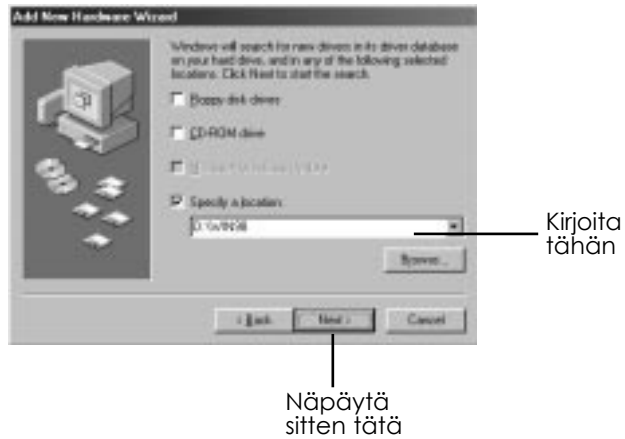 Add New Hardware Wizard
Windows will search for new drivers in its driver database
on your hard drive, and in any of the following selected
locations. Click Next to start the search.
Floppy disk drives
CD-ROM drive
Specify a location:
D:\WIN98
Browse...
< Back
Next >
Cancel
Kirjoita
tähän
Näpäytä
sitten tätä